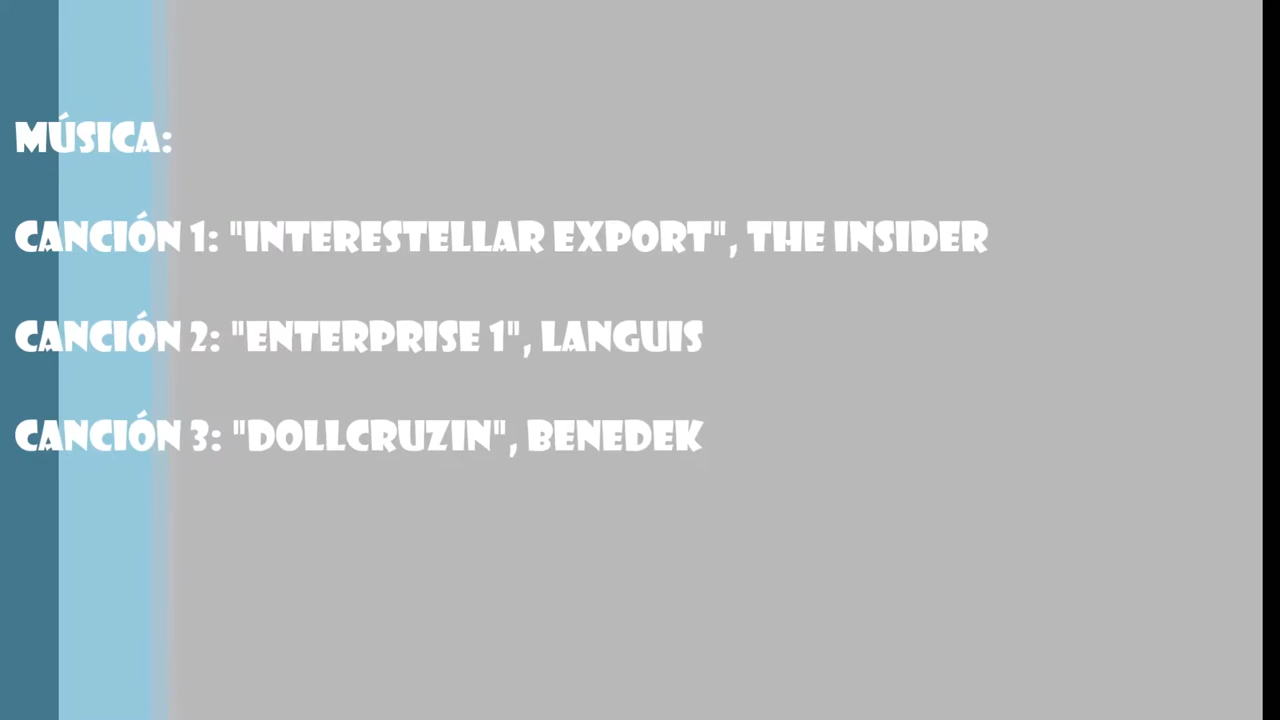 MÚSICA:
CANCIÓN 1: "INTERESTELLAR EXPORT", THE INSIDER
CANCIÓN 2: "ENTERPRISE 1", LANGUIS
CANCIÓN 3: "DOLLCRUZIN", BENEDEK